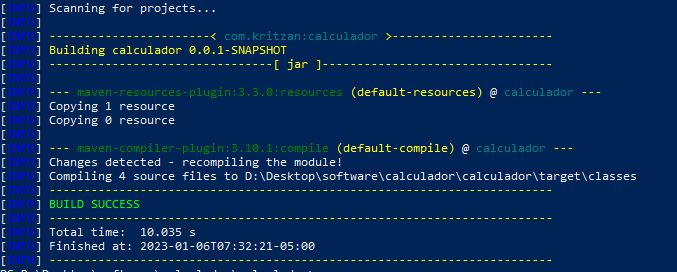 [INFO] Scanning for projects...
[INFO]
[INFO] -----------------------< com.kritzan:calculador >-----------------------
[INFO] Building calculador 0.0.1-SNAPSHOT
[INFO] --------------------------------[ jar ]---------------------------------
[INFO]
[INFO] --- maven-resources-plugin:3.3.0:resources (default-resources) @ calculador ---
[INFO] Copying 1 resource
[INFO] Copying 0 resource
[INFO]
[INFO] --- maven-compiler-plugin:3.10.1:compile (default-compile) @ calculador ---
[INFO] Changes detected - recompiling the module!
[INFO] Compiling 4 source files to D:\Desktop\software\calculador\calculador\target\classes
[INFO] ------------------------------------------------------------------------
[INFO] BUILD SUCCESS
[INFO] ------------------------------------------------------------------------
[INFO] Total time:  10.035 s
[INFO] Finished at: 2023-01-06T07:32:21-05:00
[INFO] ------------------------------------------------------------------------